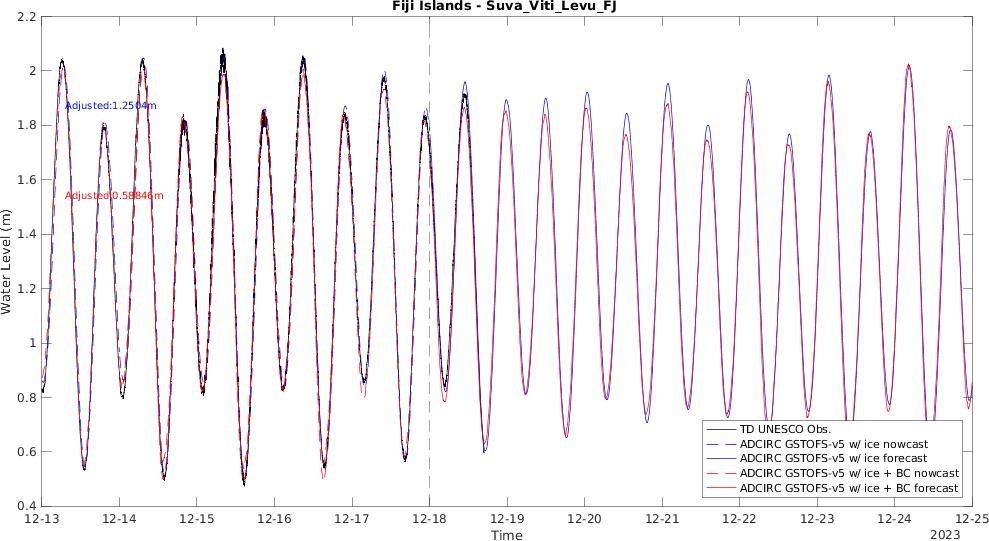 Fiji Islands - Suva_Viti_Levu_FJ
2.2
2
1.8
1.6
1.4
1.2
1
0.8
0.6
0.4
Water Level (m)
Adjusted:1.2504m
Adjusted:0.58846m
TD UNESCO Obs.
ADCIRC GSTOFS-v5 w/ ice nowcast
ADCIRC GSTOFS-v5 w/ ice forecast
ADCIRC GSTOFS-v5 w/ ice + BC nowcast
ADCIRC GSTOFS-v5 w/ ice + BC forecast
12-13 12-14 12-15 12-16 12-17 12-18 12-19 12-20 12-21 12-22 12-23 12-24 12-25
Time
2023